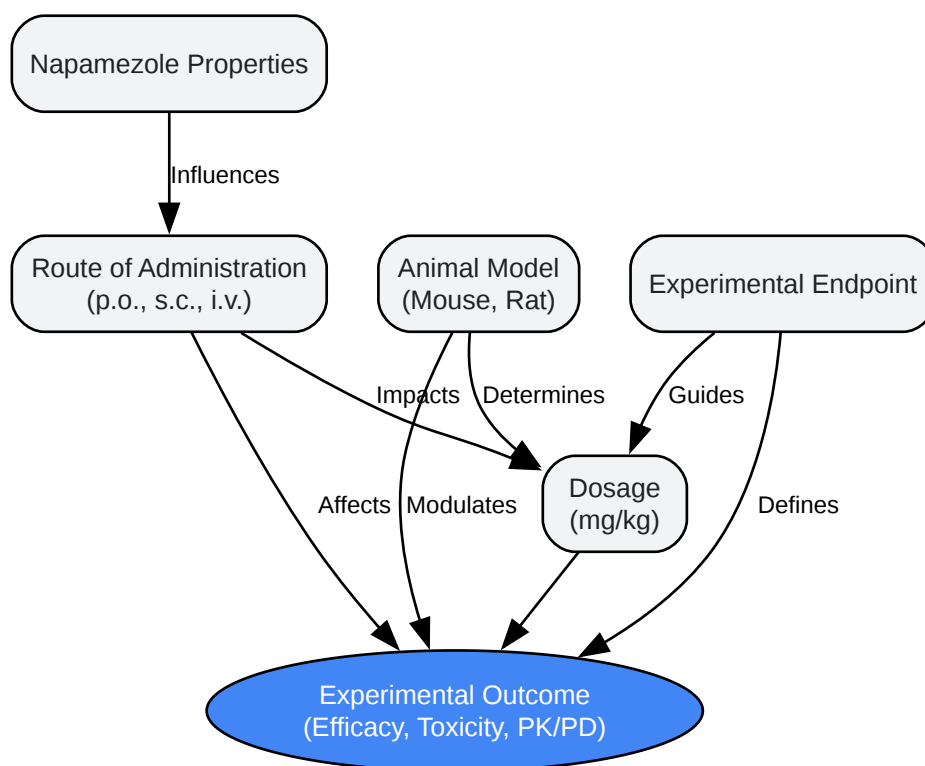 Napamezole Properties
Influences
Route of Administration
(p.o., s.c., i.v.)
Animal Model
(Mouse, Rat)
Experimental Endpoint
Impacts
Determines
Guides
Dosage
(mg/kg)
Affects
Modulates
Defines
Experimental Outcome
(Efficacy, Toxicity, PK/PD)